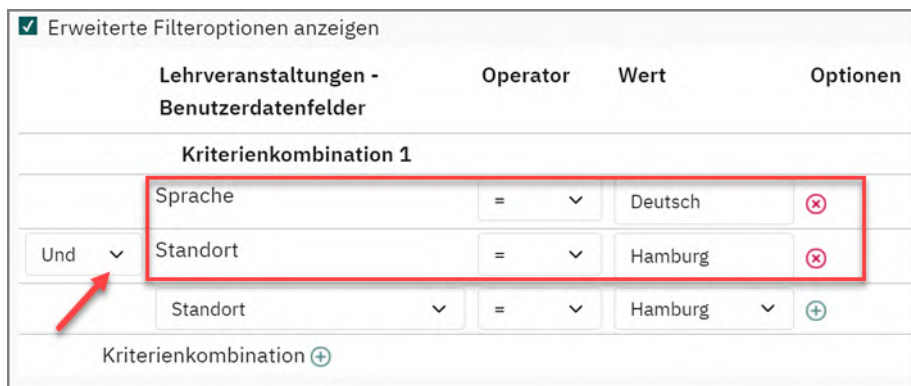 Erweiterte Filteroptionen anzeigen
Lehrveranstaltungen - Operator Wert Optionen
Benutzerdatenfelder
Kriterienkombination 1
Sprache = Deutsch
Und Standort = Hamburg
Standort = Hamburg
Kriterienkombination